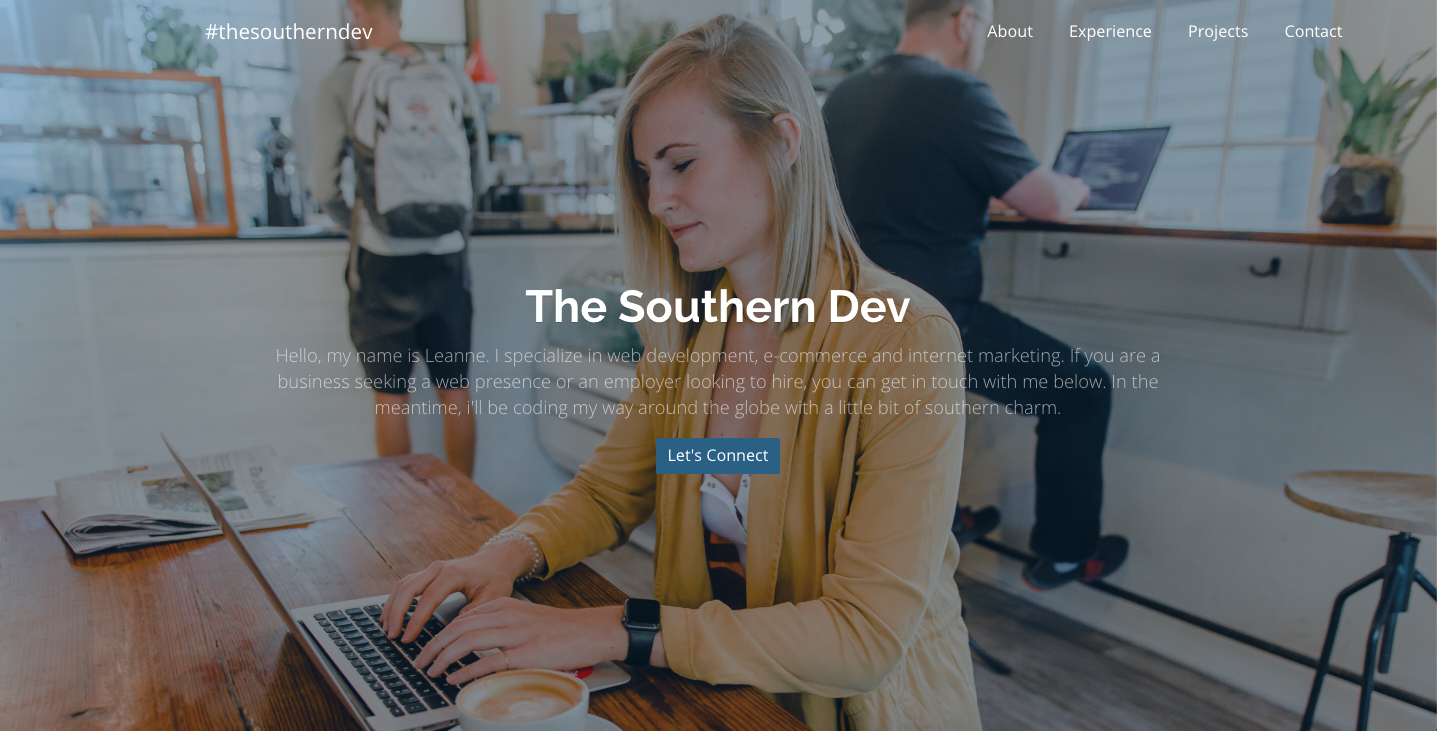 #thesoutherndev
About Experience Projects Contact
The Southern Dev
Hello, my name is Leanne. I specialize in web development, e-commerce and internet marketing. If you are a
business seeking a web presence or an employer looking to hire, you can get in touch with me below. In the
meantime, i'll be coding my way around the globe with a little bit of southern charm.
Let's Connect